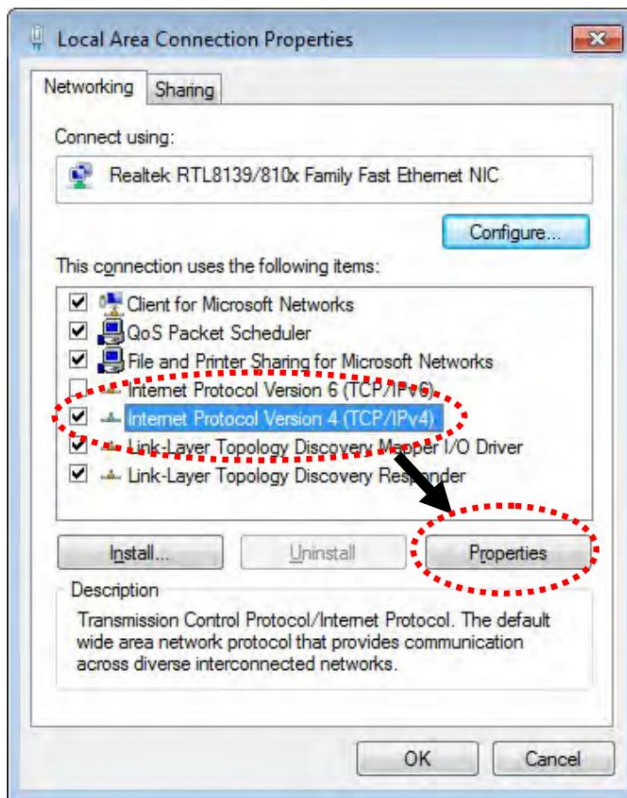 Local Area Connection Properties
Networking
Sharing
Connect using:
Realtek RTL8139/810x Family Fast Ethernet NIC
Configure...
This connection uses the following items:
Client for Microsoft Networks
QoS Packet Scheduler
File and Printer Sharing for Microsoft Networks
Internet Protocol Version 6 (TCP/IPv6)
Internet Protocol Version 4 (TCP/IPv4)
Link-Layer Topology Discovery Mapper I/O Driver
Link-Layer Topology Discovery Responder
Install...
Uninstall
Properties
Description
Transmission Control Protocol/Internet Protocol. The default
wide area network protocol that provides communication
across diverse interconnected networks.
OK
Cancel